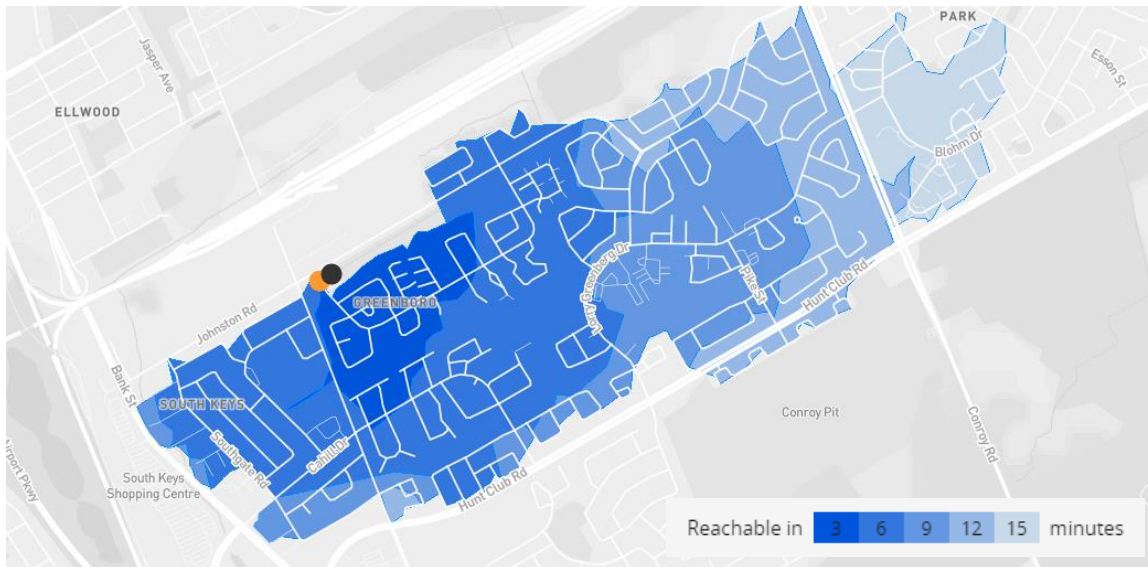 PARK
Jasper Ave
Esson St
ELLWOOD
Blohm Dr
Lorry Greenberg Dr
Pike St
Hunt Club Rd
GREENBORO
Johnston Rd
Bank St
SOUTH KEYS
Southgate Rd
Cahill Dr
Conroy Pit
Conroy Rd
Airport Pkwy
South Keys
Shopping Centre
Hunt Club Rd
Reachable in 3 6 9 12 15 minutes